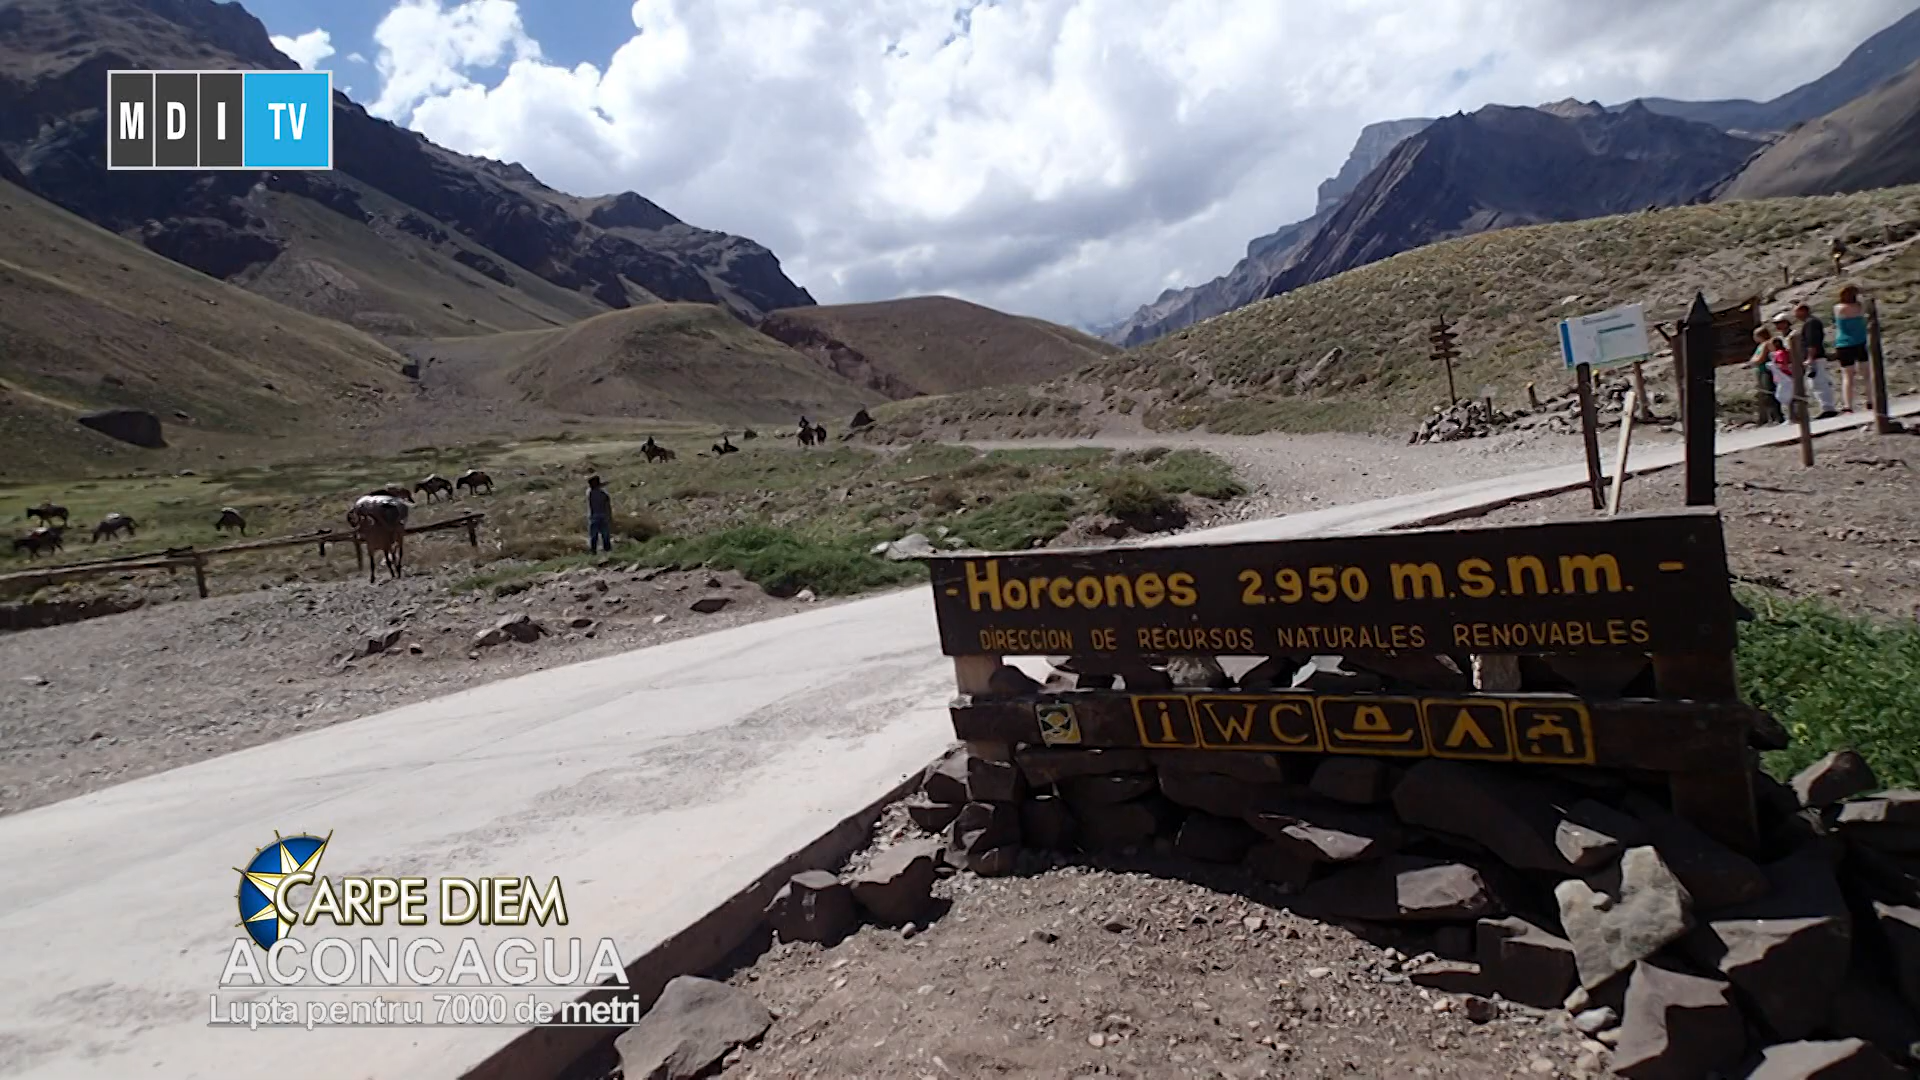 MDI TV
- Horcones 2.950 m.s.n.m. -
DIRECCION DE RECURSOS NATURALES RENOVABLES
i WC
CARPE DIEM
ACONCAGUA
Lupta pentru 7000 de metri